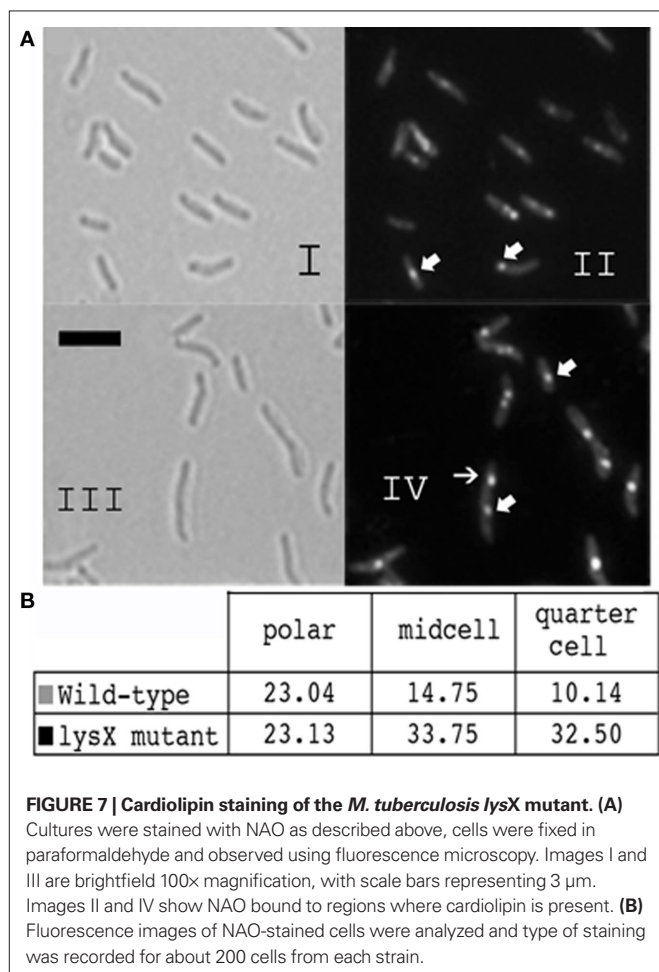 A
I
II
III
IV
B
polar midcell quarter cell
Wild-type 23.04 14.75 10.14
lysX mutant 23.13 33.75 32.50
FIGURE 7 | Cardiolipin staining of the M. tuberculosis lysX mutant. (A)
Cultures were stained with NAO as described above, cells were fixed in
paraformaldehyde and observed using fluorescence microscopy. Images I and
III are brightfield 100× magnification, with scale bars representing 3 μm.
Images II and IV show NAO bound to regions where cardiolipin is present. (B)
Fluorescence images of NAO-stained cells were analyzed and type of staining
was recorded for about 200 cells from each strain.